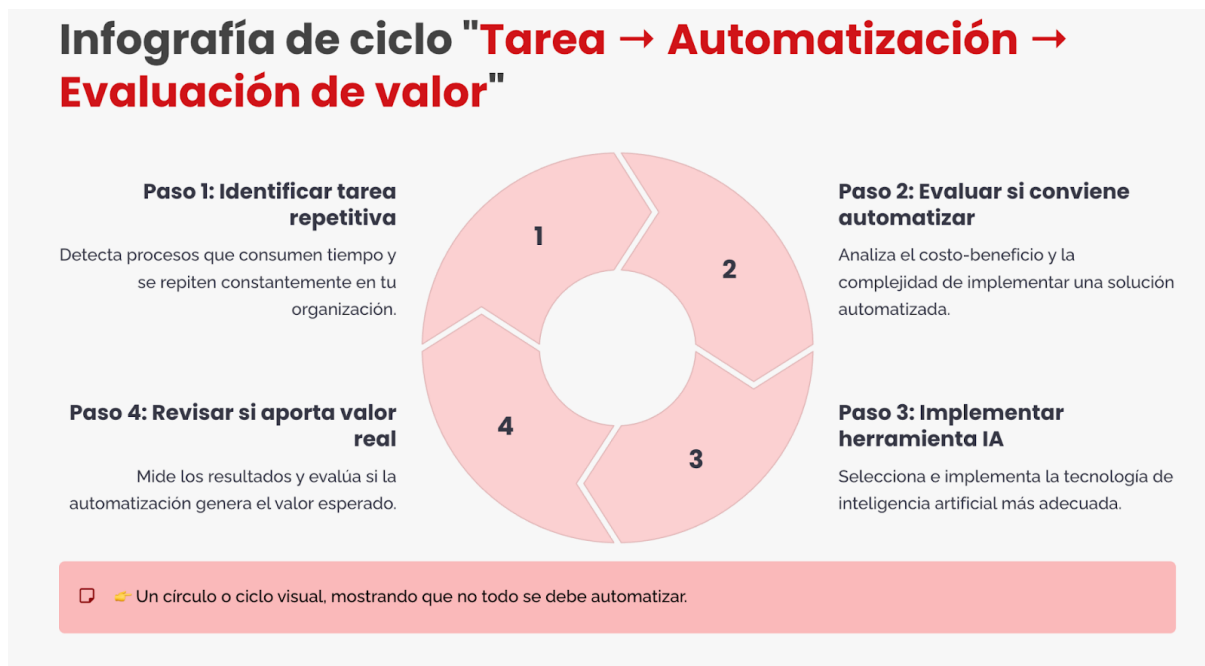 Infografía de ciclo "Tarea → Automatización →
Evaluación de valor"
Paso 1: Identificar tarea
repetitiva
Detecta procesos que consumen tiempo y
se repiten constantemente en tu
organización.
1
2
Paso 2: Evaluar si conviene
automatizar
Analiza el costo-beneficio y la
complejidad de implementar una solución
automatizada.
Paso 4: Revisar si aporta valor
real
Mide los resultados y evalúa si la
automatización genera el valor esperado.
4
3
Paso 3: Implementar
herramienta IA
Selecciona e implementa la tecnología de
inteligencia artificial más adecuada.
👉 Un círculo o ciclo visual, mostrando que no todo se debe automatizar.